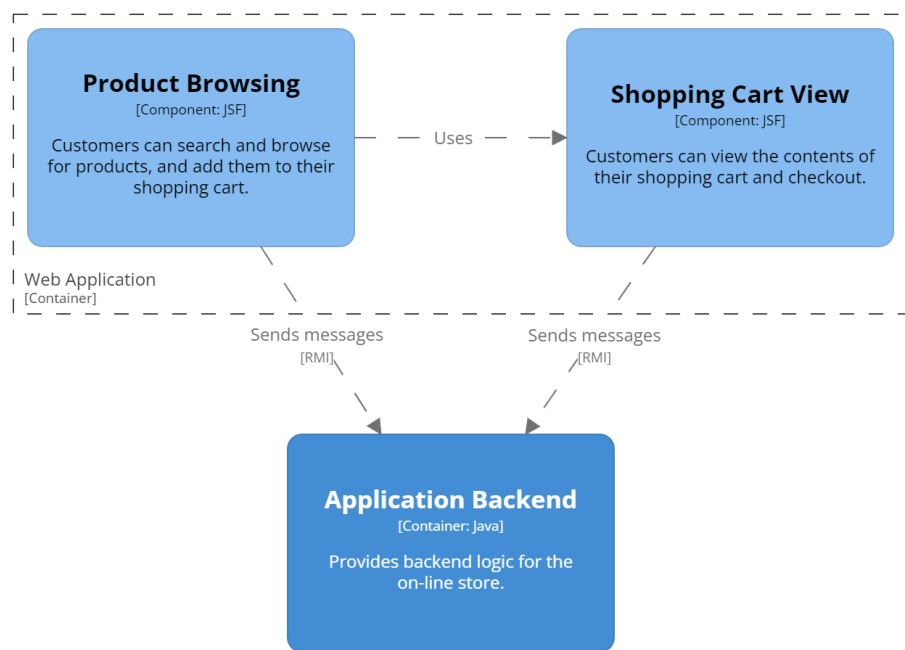 Product Browsing
[Component: JSF]
Customers can search and browse
for products, and add them to their
shopping cart.
Uses
Shopping Cart View
[Component: JSF]
Customers can view the contents of
their shopping cart and checkout.
Web Application
[Container]
Sends messages
[RMI]
Sends messages
[RMI]
Application Backend
[Container: Java]
Provides backend logic for the
on-line store.